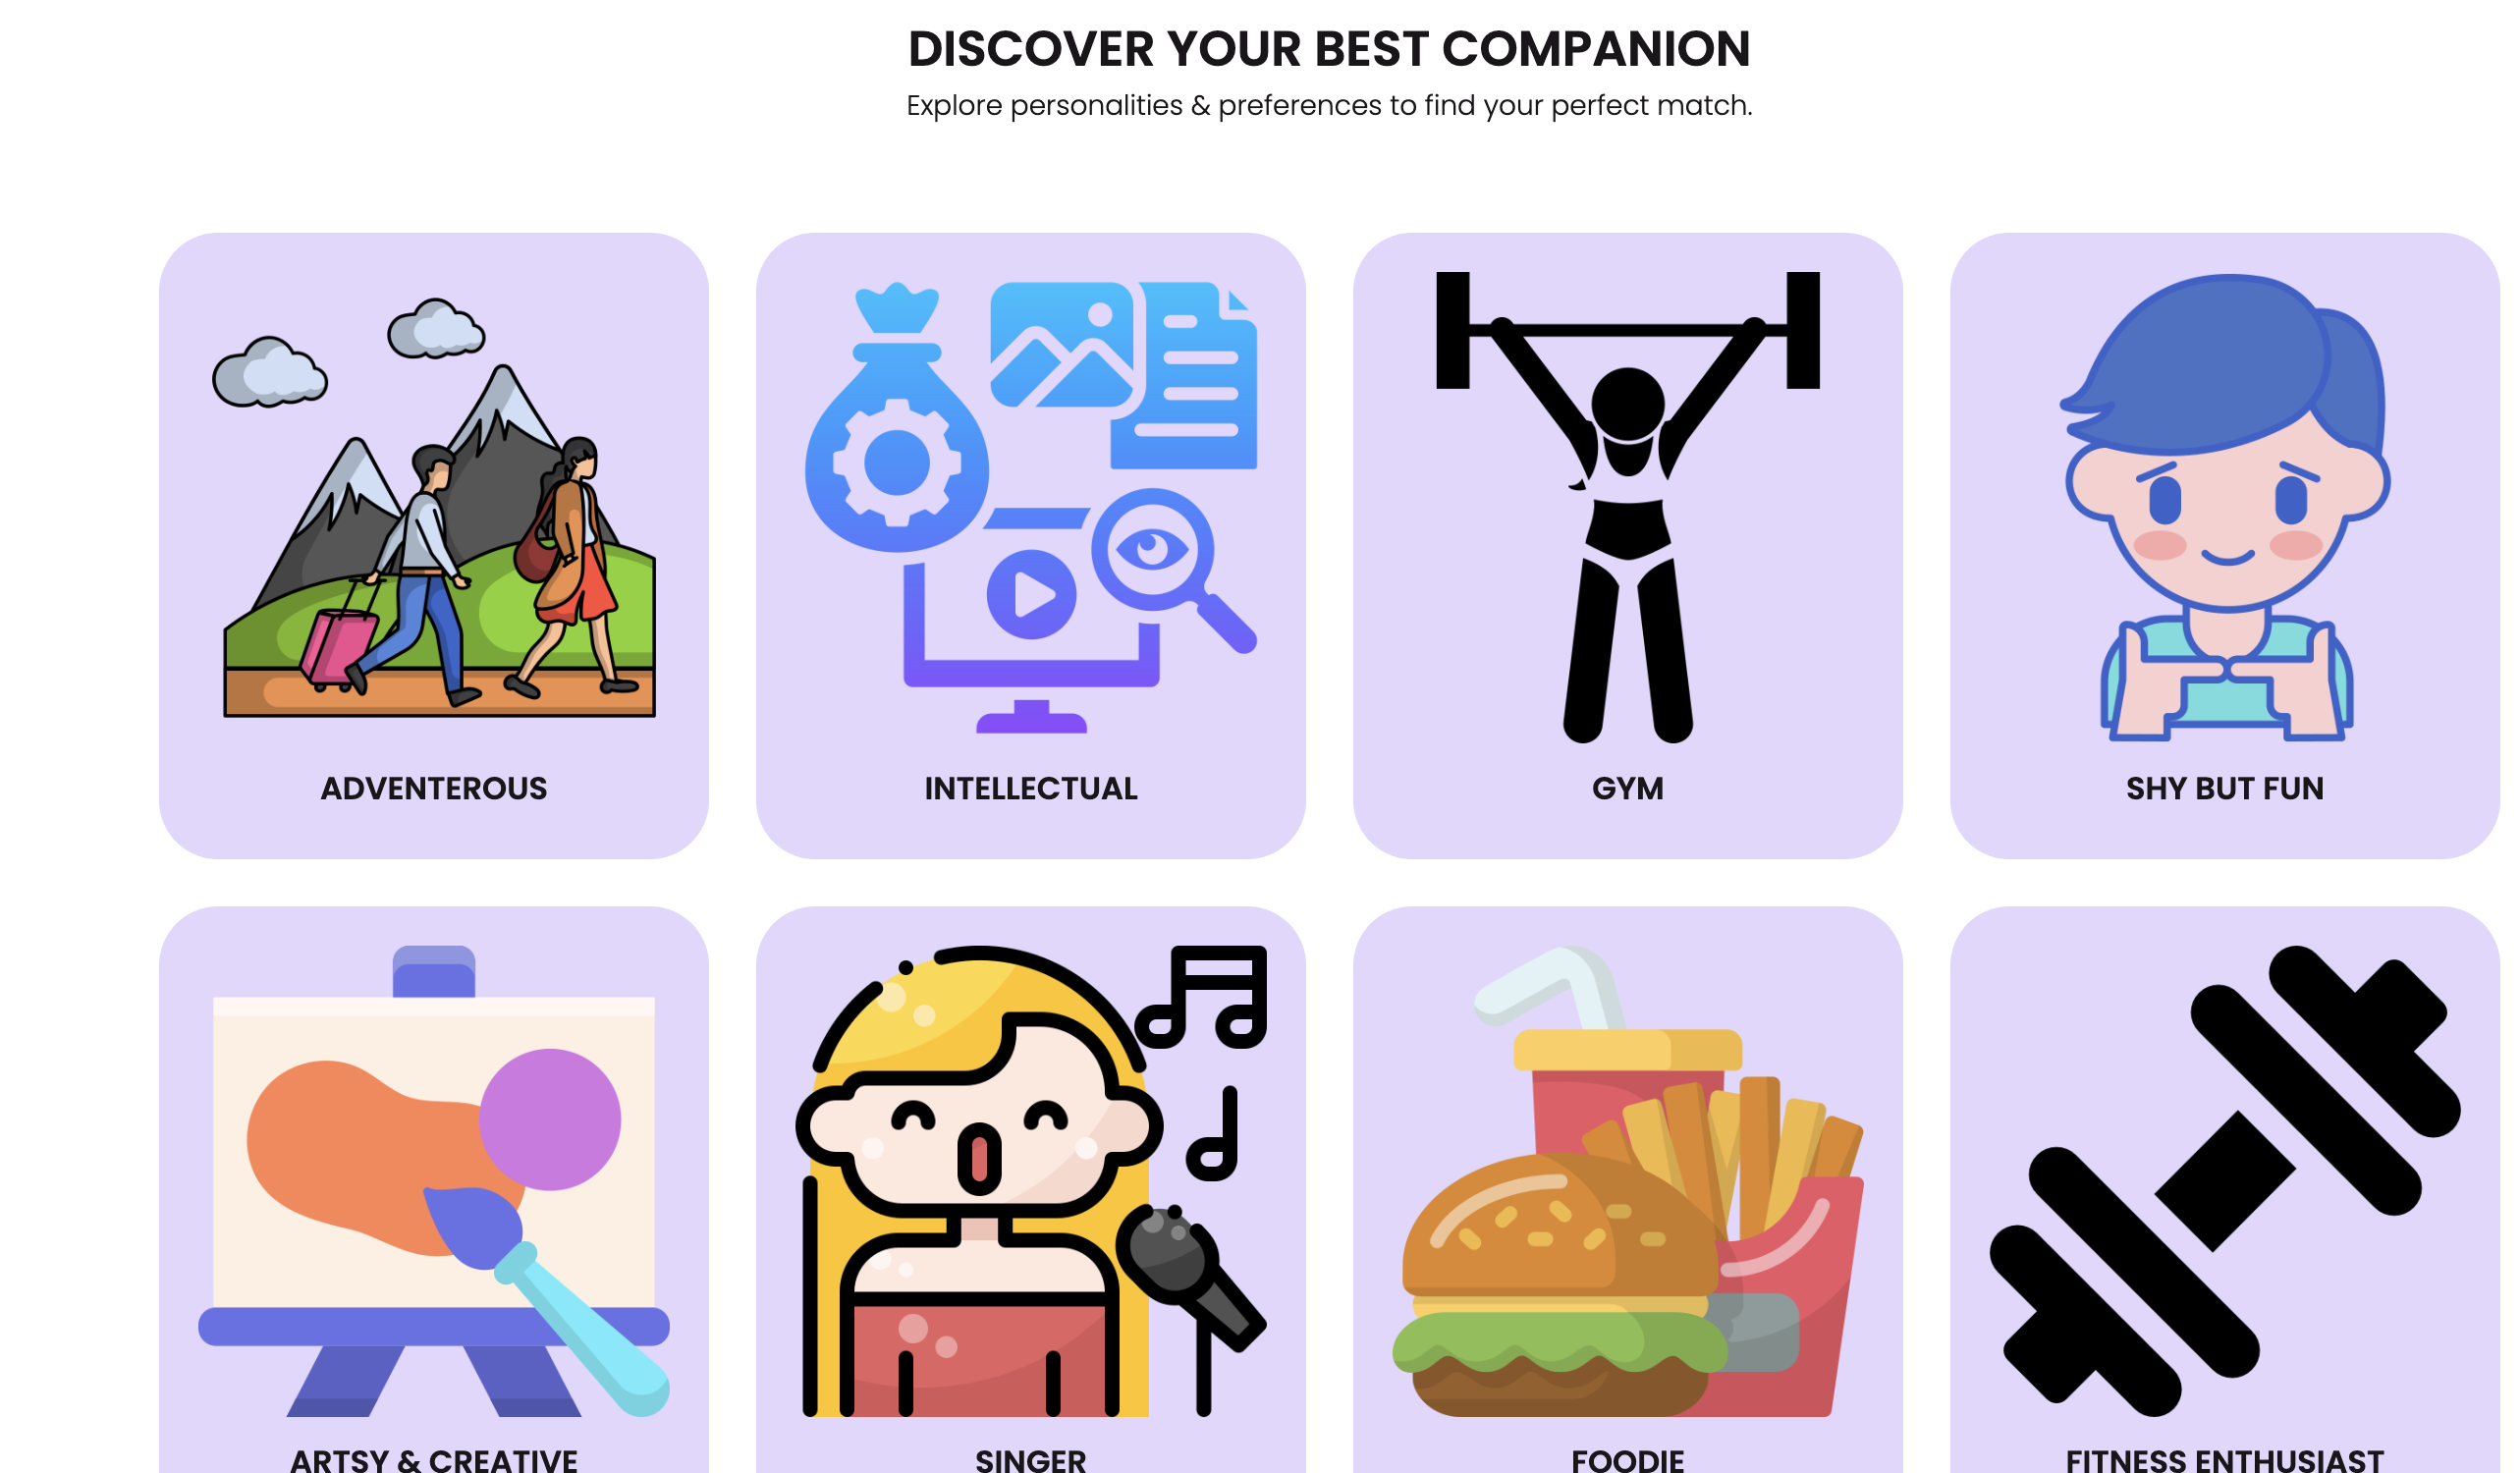 DISCOVER YOUR BEST COMPANION
Explore personalities & preferences to find your perfect match.
ADVENTEROUS
INTELLECTUAL
GYM
SHY BUT FUN
ARTSY & CREATIVE
SINGER
FOODIE
FITNESS ENTHUSIAST